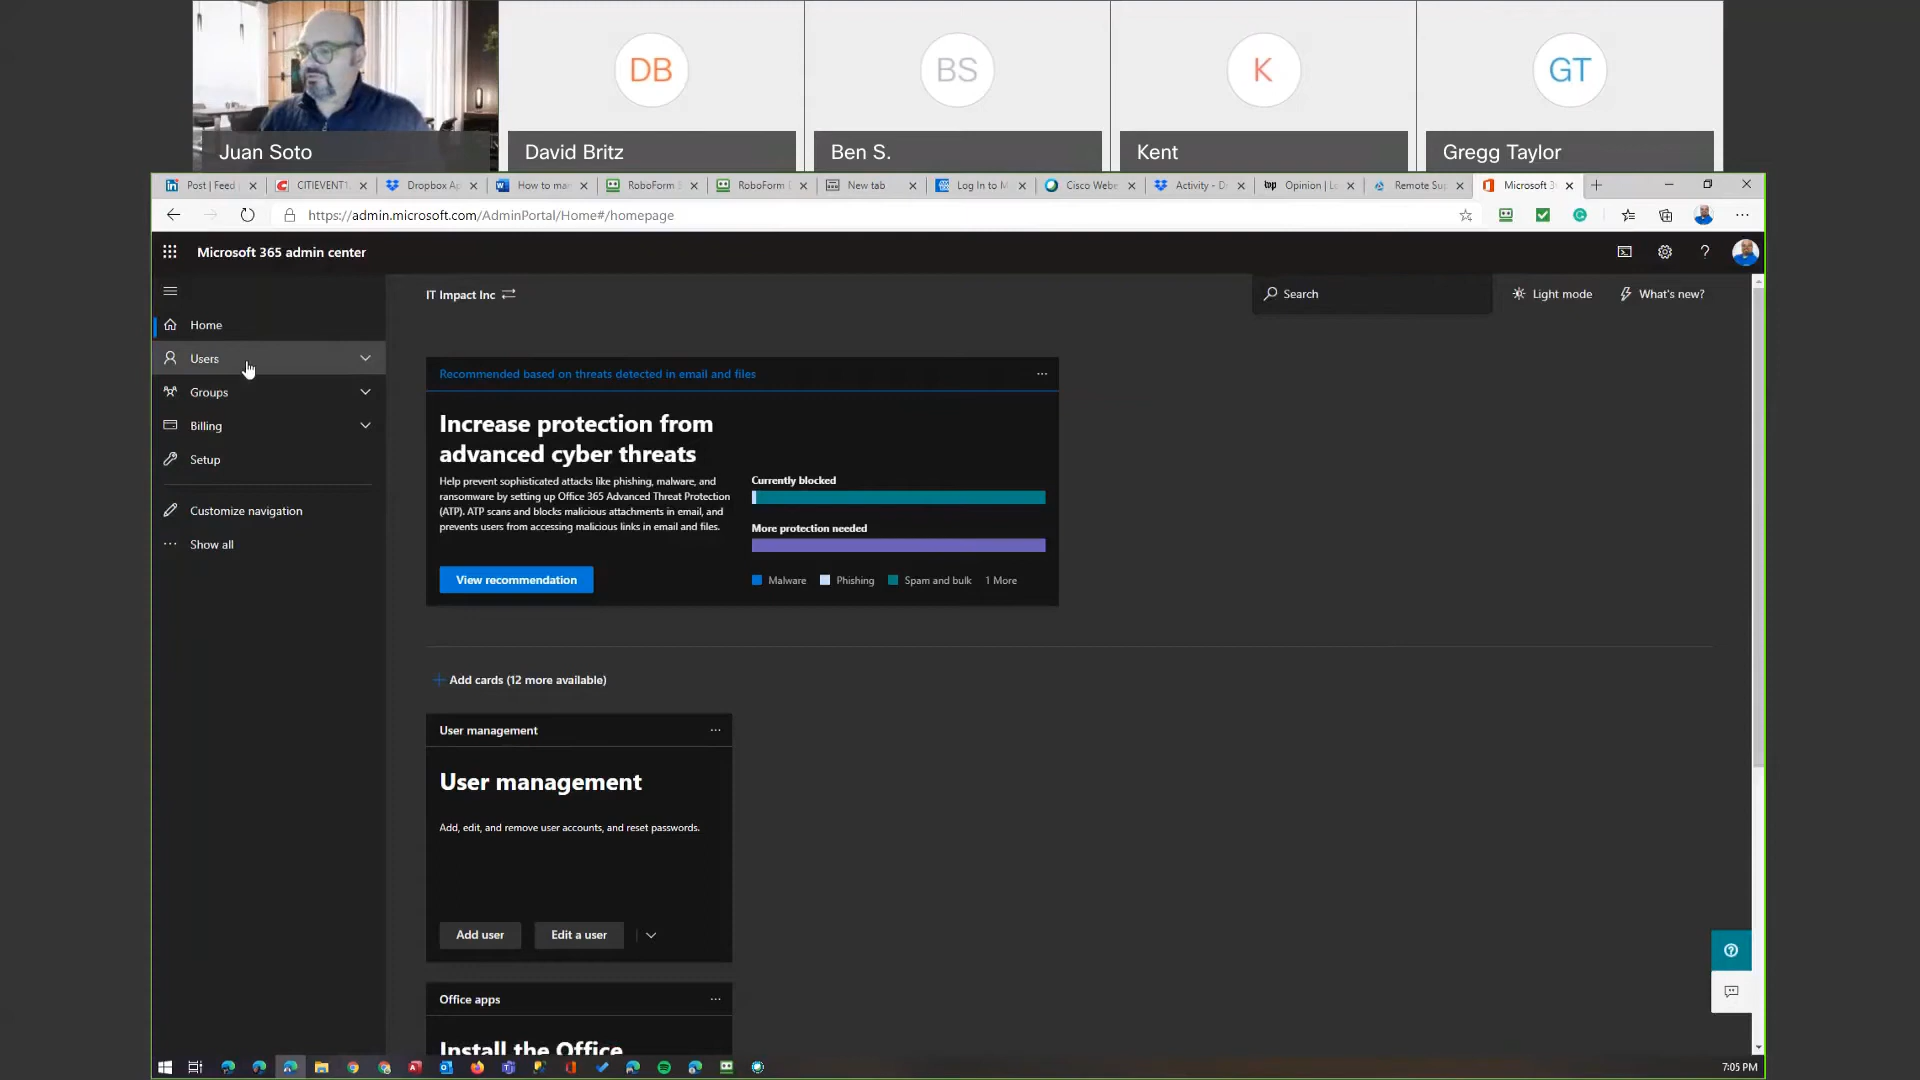 DB
BS
K
GT
Juan Soto
David Britz
Ben S.
Kent
Gregg Taylor
Post | Feed
CITIEVENT
Dropbox
How to ma
RoboForm
RoboForm
New tab
Log In to
Cisco Webe
Activity - D
Opinion |
Remote Su
Microsoft 3
https://admin.microsoft.com/AdminPortal/Home#/homepage
Microsoft 365 admin center
IT Impact Inc
Search
Light mode
What's new?
Home
Users
Groups
Billing
Setup
Customize navigation
Show all
Recommended based on threats detected in email and files
Increase protection from
advanced cyber threats
Help prevent sophisticated attacks like phishing, malware, and
ransomware by setting up Office 365 Advanced Threat Protection
(ATP). ATP scans and blocks malicious attachments in email, and
prevents users from accessing malicious links in email and files.
View recommendation
Currently blocked
More protection needed
Malware
Phishing
Spam and bulk
1 More
Add cards (12 more available)
User management
User management
Add, edit, and remove user accounts, and reset passwords.
Add user
Edit a user
Office apps
Install the Office
7:05 PM